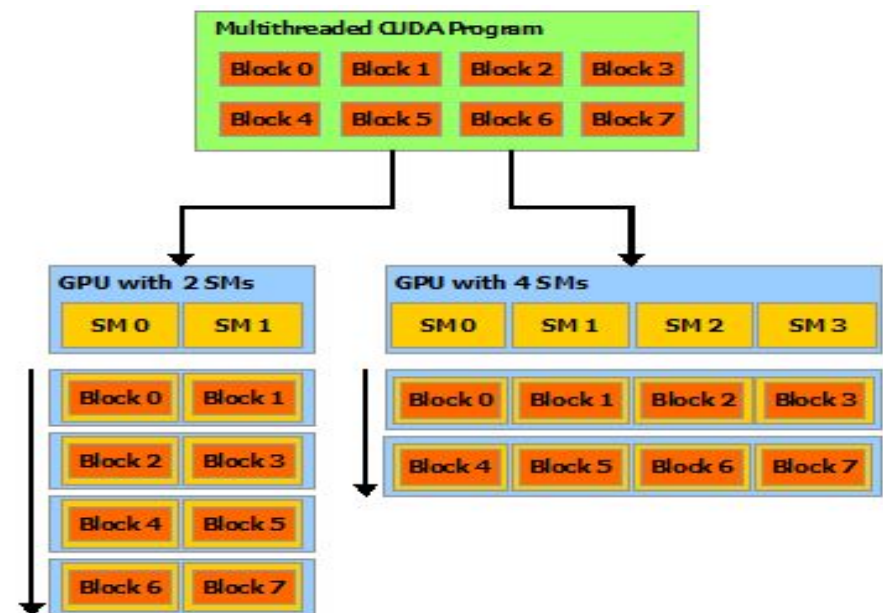 Multithreaded CUDA Program
Block 0 Block 1 Block 2 Block 3
Block 4 Block 5 Block 6 Block 7
GPU with 2 SMs
SM 0 SM 1
Block 0 Block 1
Block 2 Block 3
Block 4 Block 5
Block 6 Block 7
GPU with 4 SMs
SM 0 SM 1 SM 2 SM 3
Block 0 Block 1 Block 2 Block 3
Block 4 Block 5 Block 6 Block 7